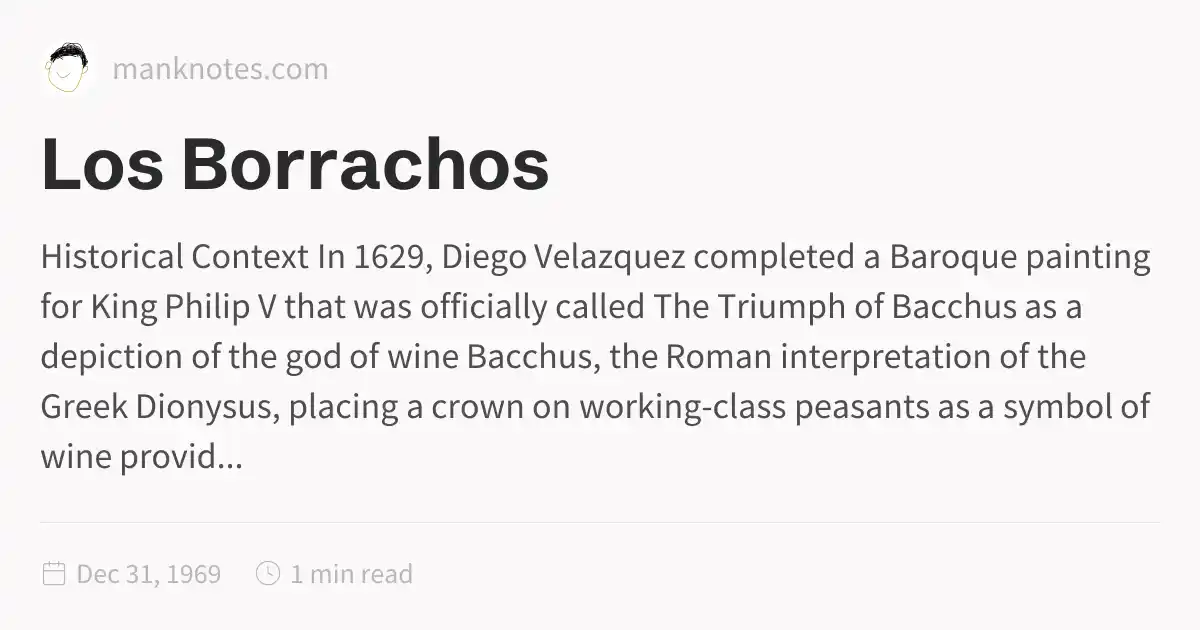 manknotes.com
Los Borrachos
Historical Context In 1629, Diego Velazquez completed a Baroque painting
for King Philip V that was officially called The Triumph of Bacchus as a
depiction of the god of wine Bacchus, the Roman interpretation of the
Greek Dionysus, placing a crown on working-class peasants as a symbol of
wine provid...
Dec 31, 1969 1 min read